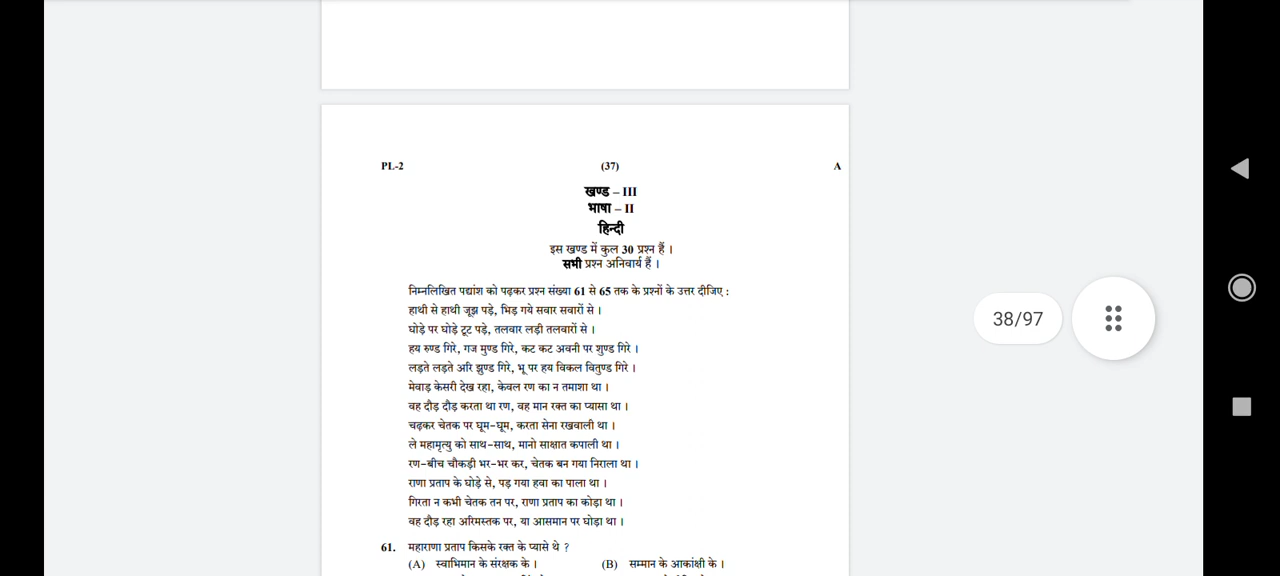 PL-2 (37) A
खण्ड – III
भाषा – II
हिन्दी
इस खण्ड में कुल 30 प्रश्न हैं ।
सभी प्रश्न अनिवार्य हैं ।
निम्नलिखित पद्यांश को पढ़कर प्रश्न संख्या 61 से 65 तक के प्रश्नों के उत्तर दीजिए :
हाथी से हाथी जूझ पड़े, भिड़ गये सवार सवारों से ।
घोड़े पर घोड़े टूट पड़े, तलवार लड़ी तलवारों से ।
हय रुण्ड गिरे, गज मुण्ड गिरे, कट कट अवनी पर शुण्ड गिरे ।
लड़ते लड़ते अरि झुण्ड गिरे, भू पर हय विकल वितुण्ड गिरे ।
मेवाड़ केसरी देख रहा, केवल रण का न तमाशा था ।
वह दौड़ दौड़ करता था रण, वह मान रक्त का प्यासा था ।
चढ़कर चेतक पर घूम-घूम, करता सेना रखवाली था ।
ले महामृत्यु को साथ-साथ, मानो साक्षात कपाली था ।
रण-बीच चौकड़ी भर-भर कर, चेतक बन गया निराला था ।
राणा प्रताप के घोड़े से, पड़ गया हवा का पाला था ।
गिरता न कभी चेतक तन पर, राणा प्रताप का कोड़ा था ।
वह दौड़ रहा अरिमस्तक पर, या आसमान पर घोड़ा था ।
61. महाराणा प्रताप किसके रक्त के प्यासे थे ?
(A) स्वाभिमान के संरक्षक के । (B) सम्मान के आकांक्षी के ।
38/97